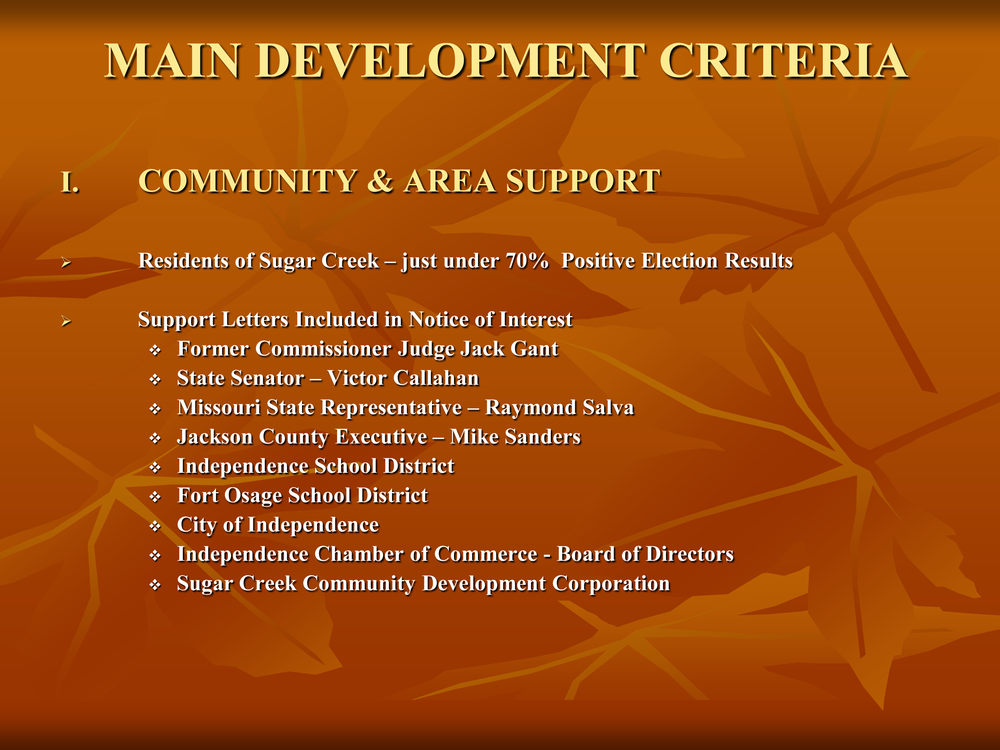 MAIN DEVELOPMENT CRITERIA
I. COMMUNITY & AREA SUPPORT
➢ Residents of Sugar Creek – just under 70%  Positive Election Results
➢ Support Letters Included in Notice of Interest
❖ Former Commissioner Judge Jack Gant
❖ State Senator – Victor Callahan
❖ Missouri State Representative – Raymond Salva
❖ Jackson County Executive – Mike Sanders
❖ Independence School District
❖ Fort Osage School District
❖ City of Independence
❖ Independence Chamber of Commerce - Board of Directors
❖ Sugar Creek Community Development Corporation